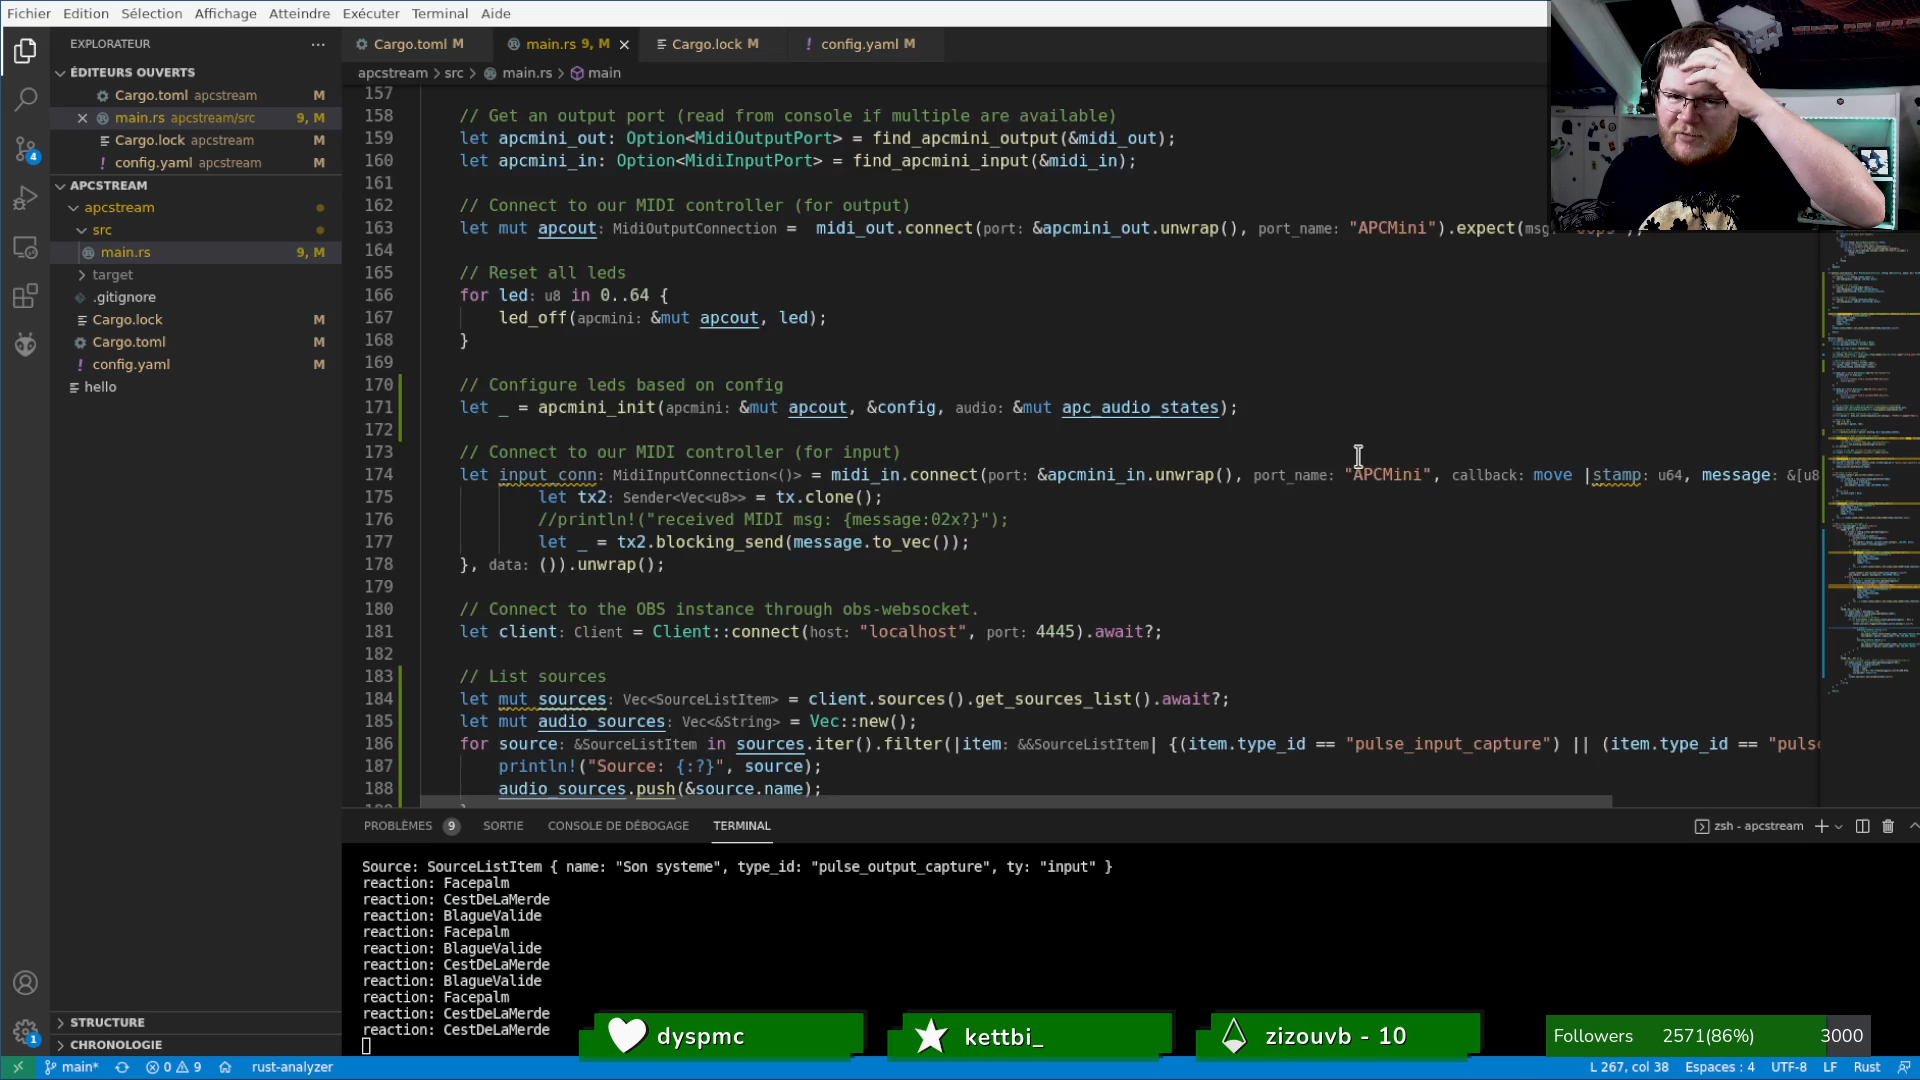 Fichier Edition Sélection Affichage Atteindre Exécuter Terminal Aide
EXPLORATEUR
ÉDITEURS OUVERTS
Cargo.toml apcstream M
main.rs apcstream/src 9, M
Cargo.lock apcstream M
config.yaml apcstream M
APCSTREAM
apcstream
src
main.rs 9, M
target
.gitignore
Cargo.lock M
Cargo.toml M
config.yaml M
hello
STRUCTURE
CHRONOLOGIE
4
1
Cargo.toml M main.rs 9, M Cargo.lock M config.yaml M
apcstream > src > main.rs > main
157
158 // Get an output port (read from console if multiple are available)
159 let apcmini_out: Option<MidiOutputPort> = find_apcmini_output(&midi_out);
160 let apcmini_in: Option<MidiInputPort> = find_apcmini_input(&midi_in);
161
162 // Connect to our MIDI controller (for output)
163 let mut apcout: MidiOutputConnection = midi_out.connect(port: &apcmini_out.unwrap(), port_name: "APCMini").expect(msg:
164
165 // Reset all leds
166 for led: u8 in 0..64 {
167 led_off(apcmini: &mut apcout, led);
168 }
169
170 // Configure leds based on config
171 let _ = apcmini_init(apcmini: &mut apcout, &config, audio: &mut apc_audio_states);
172
173 // Connect to our MIDI controller (for input)
174 let input_conn: MidiInputConnection<()> = midi_in.connect(port: &apcmini_in.unwrap(), port_name: "APCMini", callback: move |stamp: u64, message: &[u8
175 let tx2: Sender<Vec<u8>> = tx.clone();
176 //println!("received MIDI msg: {message:02x?}");
177 let _ = tx2.blocking_send(message.to_vec());
178 }, data: ()).unwrap();
179
180 // Connect to the OBS instance through obs-websocket.
181 let client: Client = Client::connect(host: "localhost", port: 4445).await?;
182
183 // List sources
184 let mut sources: Vec<SourceListItem> = client.sources().get_sources_list().await?;
185 let mut audio_sources: Vec<&String> = Vec::new();
186 for source: &SourceListItem in sources.iter().filter(|item: &&SourceListItem| {(item.type_id == "pulse_input_capture") || (item.type_id == "pulse
187 println!("Source: {:?}", source);
188 audio_sources.push(&source.name);
PROBLÈMES 9 SORTIE CONSOLE DE DÉBOGAGE TERMINAL zsh - apcstream
Source: SourceListItem { name: "Son systeme", type_id: "pulse_output_capture", ty: "input" }
reaction: Facepalm
reaction: CestDeLaMerde
reaction: BlagueValide
reaction: Facepalm
reaction: BlagueValide
reaction: CestDeLaMerde
reaction: BlagueValide
reaction: Facepalm
reaction: CestDeLaMerde
reaction: CestDeLaMerde
dyspmc kettbi_ zizouvb - 10 Followers 2571(86%) 3000
main* 0 9 rust-analyzer L 267, col 38 Espaces : 4 UTF-8 LF Rust